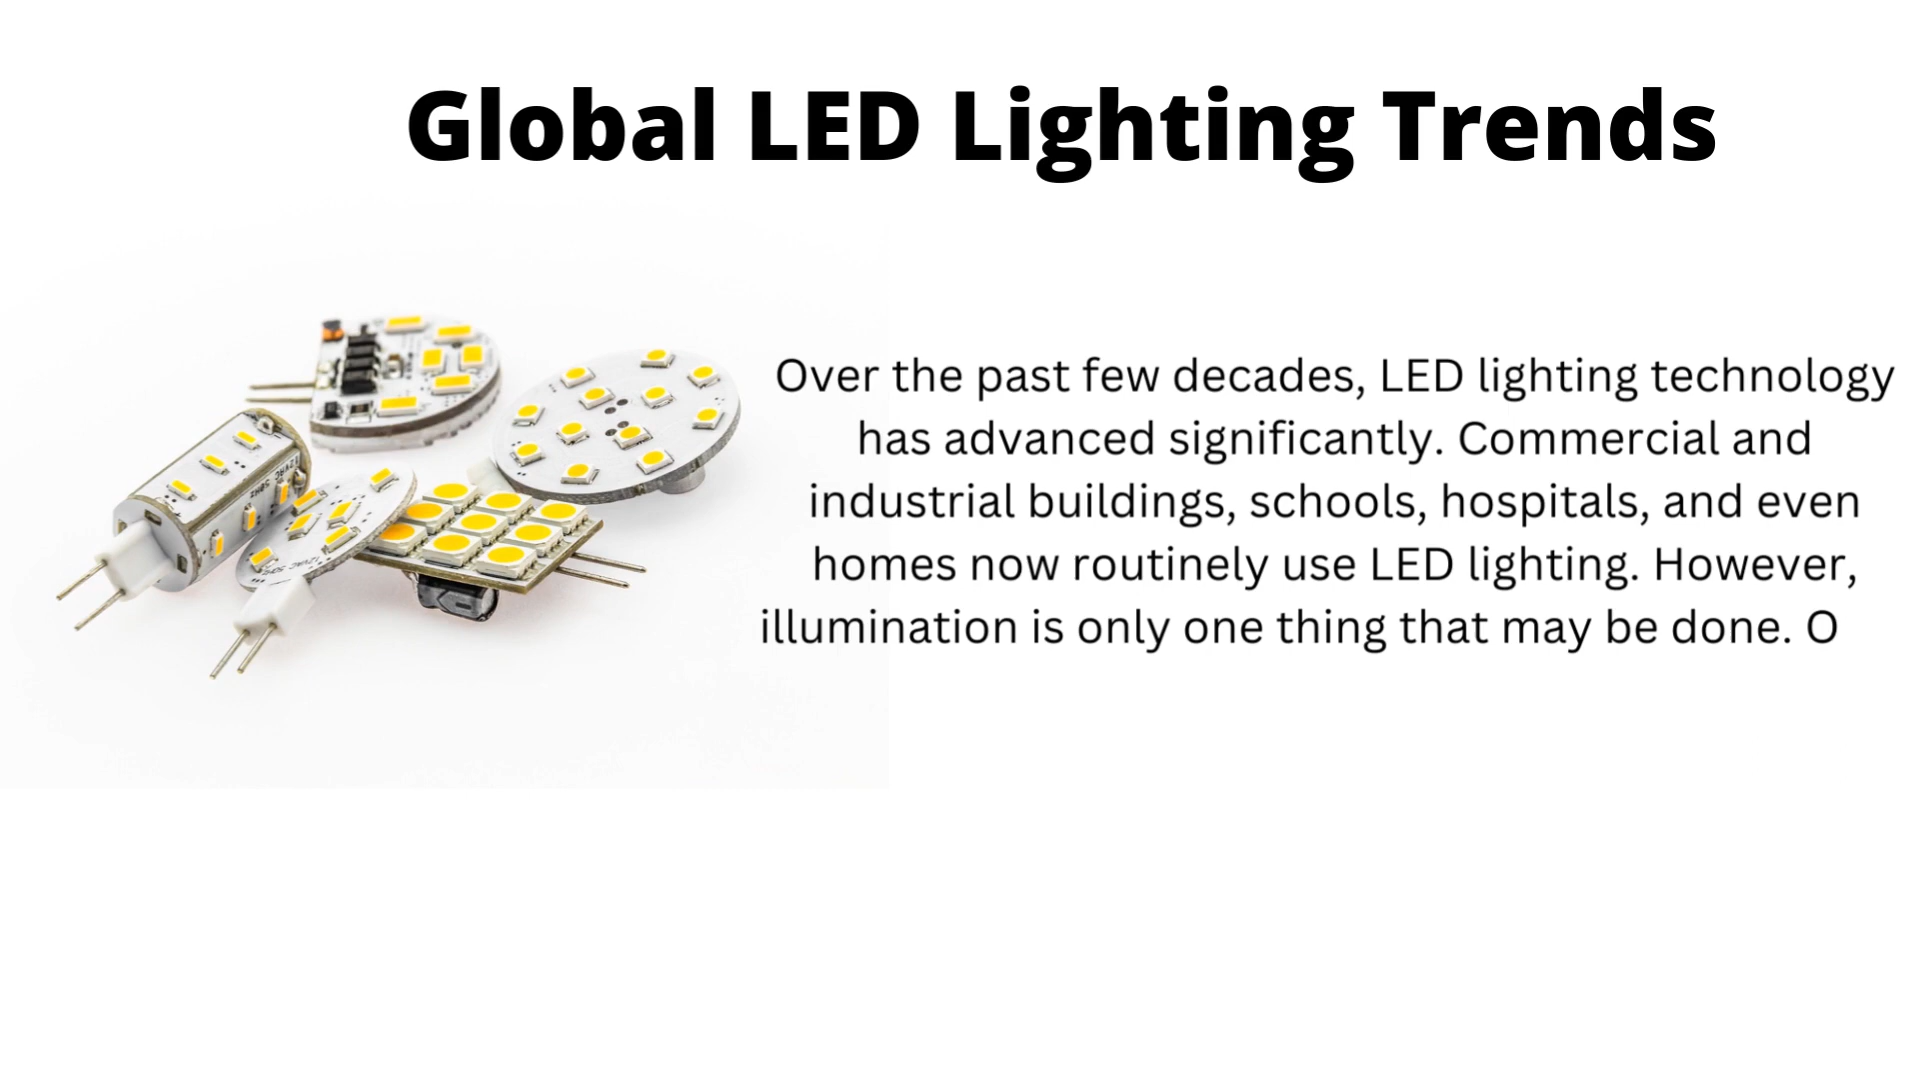 Global LED Lighting Trends
Over the past few decades, LED lighting technology
has advanced significantly. Commercial and
industrial buildings, schools, hospitals, and even
homes now routinely use LED lighting. However,
illumination is only one thing that may be done. O
12VAC 50Hz